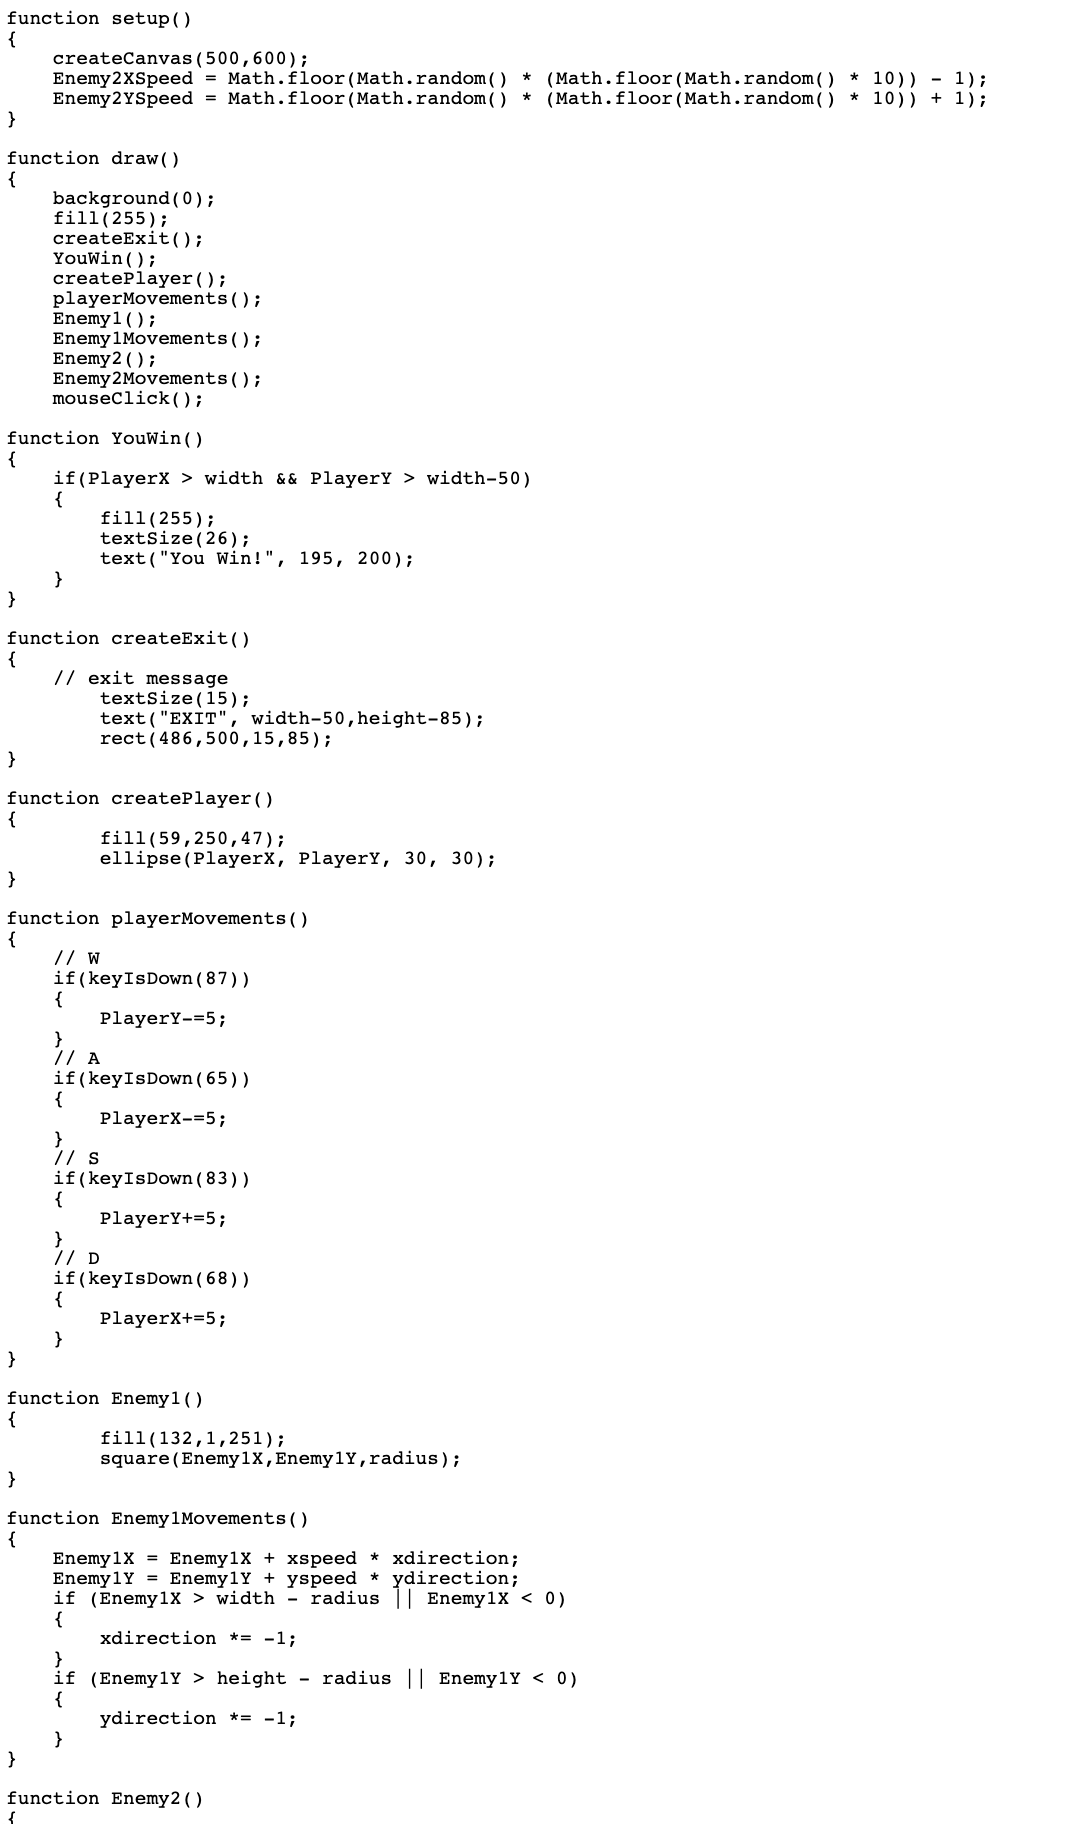 function setup()
{
    createCanvas(500,600);
    Enemy2XSpeed = Math.floor(Math.random() * (Math.floor(Math.random() * 10)) - 1);
    Enemy2YSpeed = Math.floor(Math.random() * (Math.floor(Math.random() * 10)) + 1);
}

function draw()
{
    background(0);
    fill(255);
    createExit();
    YouWin();
    createPlayer();
    playerMovements();
    Enemy1();
    Enemy1Movements();
    Enemy2();
    Enemy2Movements();
    mouseClick();

function YouWin()
{
    if(PlayerX > width && PlayerY > width-50)
    {
        fill(255);
        textSize(26);
        text("You Win!", 195, 200);
    }
}

function createExit()
{
    // exit message
        textSize(15);
        text("EXIT", width-50,height-85);
        rect(486,500,15,85);
}

function createPlayer()
{
        fill(59,250,47);
        ellipse(PlayerX, PlayerY, 30, 30);
}

function playerMovements()
{
    // W
    if(keyIsDown(87))
    {
        PlayerY-=5;
    }
    // A
    if(keyIsDown(65))
    {
        PlayerX-=5;
    }
    // S
    if(keyIsDown(83))
    {
        PlayerY+=5;
    }
    // D
    if(keyIsDown(68))
    {
        PlayerX+=5;
    }
}

function Enemy1()
{
        fill(132,1,251);
        square(Enemy1X,Enemy1Y,radius);
}

function Enemy1Movements()
{
    Enemy1X = Enemy1X + xspeed * xdirection;
    Enemy1Y = Enemy1Y + yspeed * ydirection;
    if (Enemy1X > width - radius || Enemy1X < 0)
    {
        xdirection *= -1;
    }
    if (Enemy1Y > height - radius || Enemy1Y < 0)
    {
        ydirection *= -1;
    }
}

function Enemy2()
{